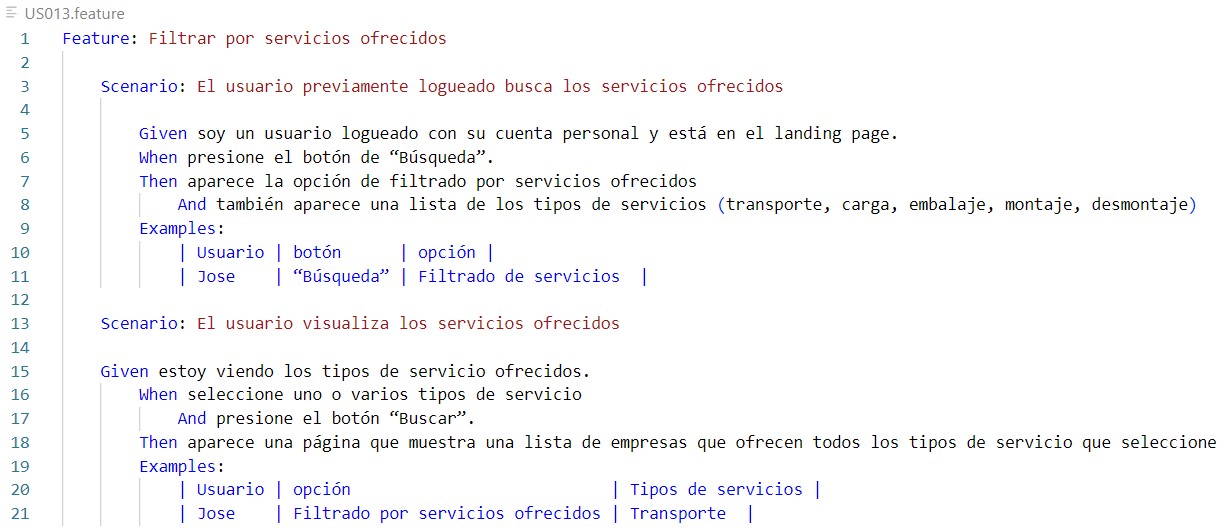 US013.feature
1 Feature: Filtrar por servicios ofrecidos
2
3 Scenario: El usuario previamente logueado busca los servicios ofrecidos
4
5 Given soy un usuario logueado con su cuenta personal y está en el landing page.
6 When presione el botón de “Búsqueda”.
7 Then aparece la opción de filtrado por servicios ofrecidos
8 And también aparece una lista de los tipos de servicios (transporte, carga, embalaje, montaje, desmontaje)
9 Examples:
10 | Usuario | botón | opción |
11 | Jose | “Búsqueda” | Filtrado de servicios |
12
13 Scenario: El usuario visualiza los servicios ofrecidos
14
15 Given estoy viendo los tipos de servicio ofrecidos.
16 When seleccione uno o varios tipos de servicio
17 And presione el botón “Buscar”.
18 Then aparece una página que muestra una lista de empresas que ofrecen todos los tipos de servicio que seleccione
19 Examples:
20 | Usuario | opción | Tipos de servicios |
21 | Jose | Filtrado por servicios ofrecidos | Transporte |